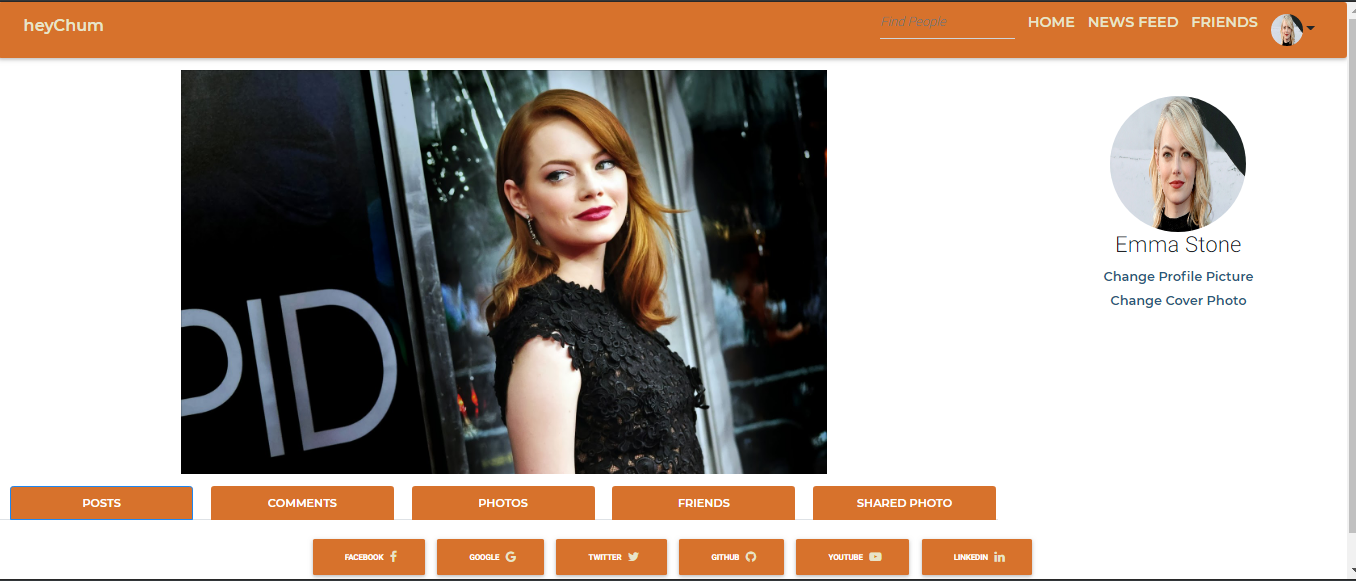 heyChum
Find People
HOME NEWS FEED FRIENDS
PID
Emma Stone
Change Profile Picture
Change Cover Photo
POSTS COMMENTS PHOTOS FRIENDS SHARED PHOTO
FACEBOOK GOOGLE TWITTER GITHUB YOUTUBE LINKEDIN